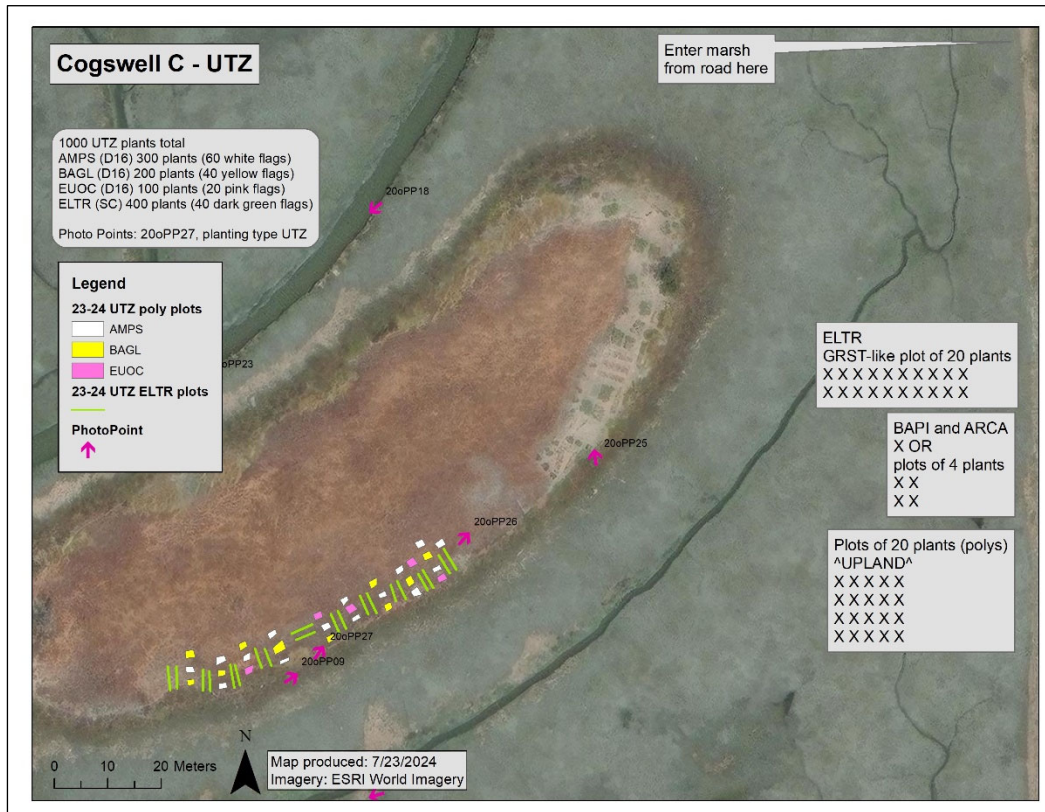 Cogswell C - UTZ
Enter marsh
from road here
1000 UTZ plants total
AMPS (D16) 300 plants (60 white flags)
BAGL (D16) 200 plants (40 yellow flags)
EUOC (D16) 100 plants (20 pink flags)
ELTR (SC) 400 plants (40 dark green flags)
Photo Points: 20oPP27, planting type UTZ
20oPP18
Legend
23-24 UTZ poly plots
AMPS
BAGL
EUOC
23-24 UTZ ELTR plots
PhotoPoint
PP23
ELTR
GRST-like plot of 20 plants
X X X X X X X X X X
X X X X X X X X X X
BAPI and ARCA
X OR
plots of 4 plants
X X
X X
20oPP25
20oPP26
Plots of 20 plants (polys)
^UPLAND^
X X X X X
X X X X X
X X X X X
X X X X X
20oPP27
20oPP09
N
0 10 20 Meters
Map produced: 7/23/2024
Imagery: ESRI World Imagery